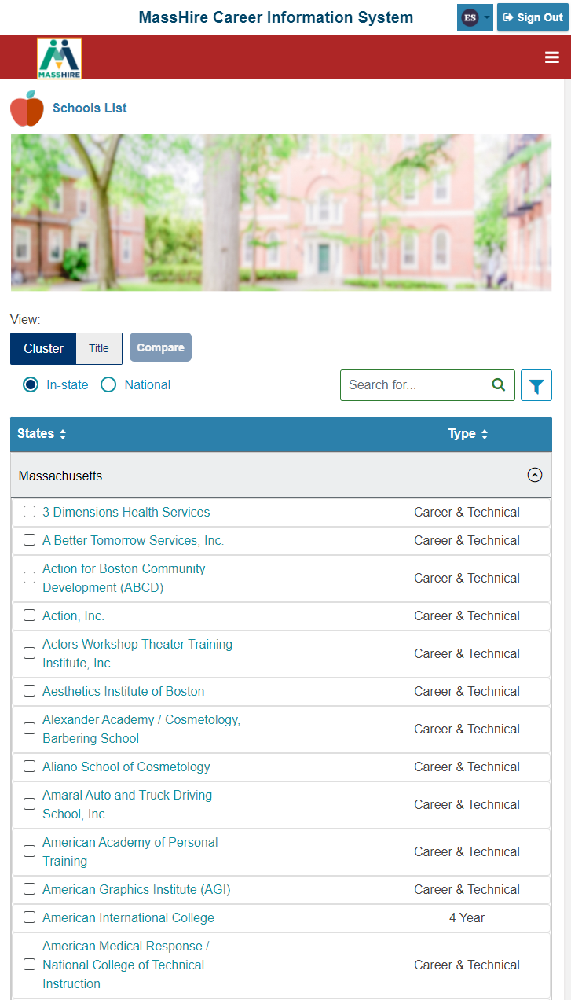 MassHire Career Information System
ES
Sign Out
MASSHIRE
Schools List
View:
Cluster
Title
Compare
In-state
National
Search for...
States
Type
Massachusetts
3 Dimensions Health Services
Career & Technical
A Better Tomorrow Services, Inc.
Career & Technical
Action for Boston Community
Development (ABCD)
Career & Technical
Action, Inc.
Career & Technical
Actors Workshop Theater Training
Institute, Inc.
Career & Technical
Aesthetics Institute of Boston
Career & Technical
Alexander Academy / Cosmetology,
Barbering School
Career & Technical
Aliano School of Cosmetology
Career & Technical
Amaral Auto and Truck Driving
School, Inc.
Career & Technical
American Academy of Personal
Training
Career & Technical
American Graphics Institute (AGI)
Career & Technical
American International College
4 Year
American Medical Response /
National College of Technical
Instruction
Career & Technical